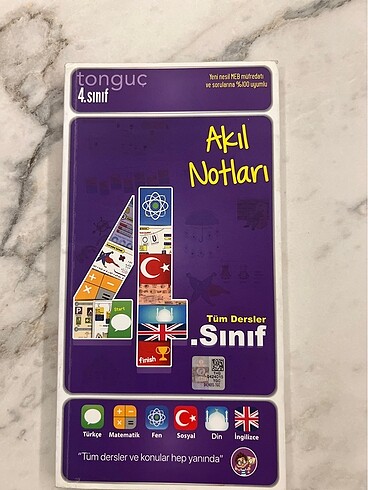 tonguç
4.sınıf
Yeni nesil MEB müfredatı
ve sorularına %100 uyumlu
Akıl
Notları
Start
finish
Tüm Dersler
.Sınıf
Türkçe
Matematik
Fen
Sosyal
Din
İngilizce
"Tüm dersler ve konular hep yanında"